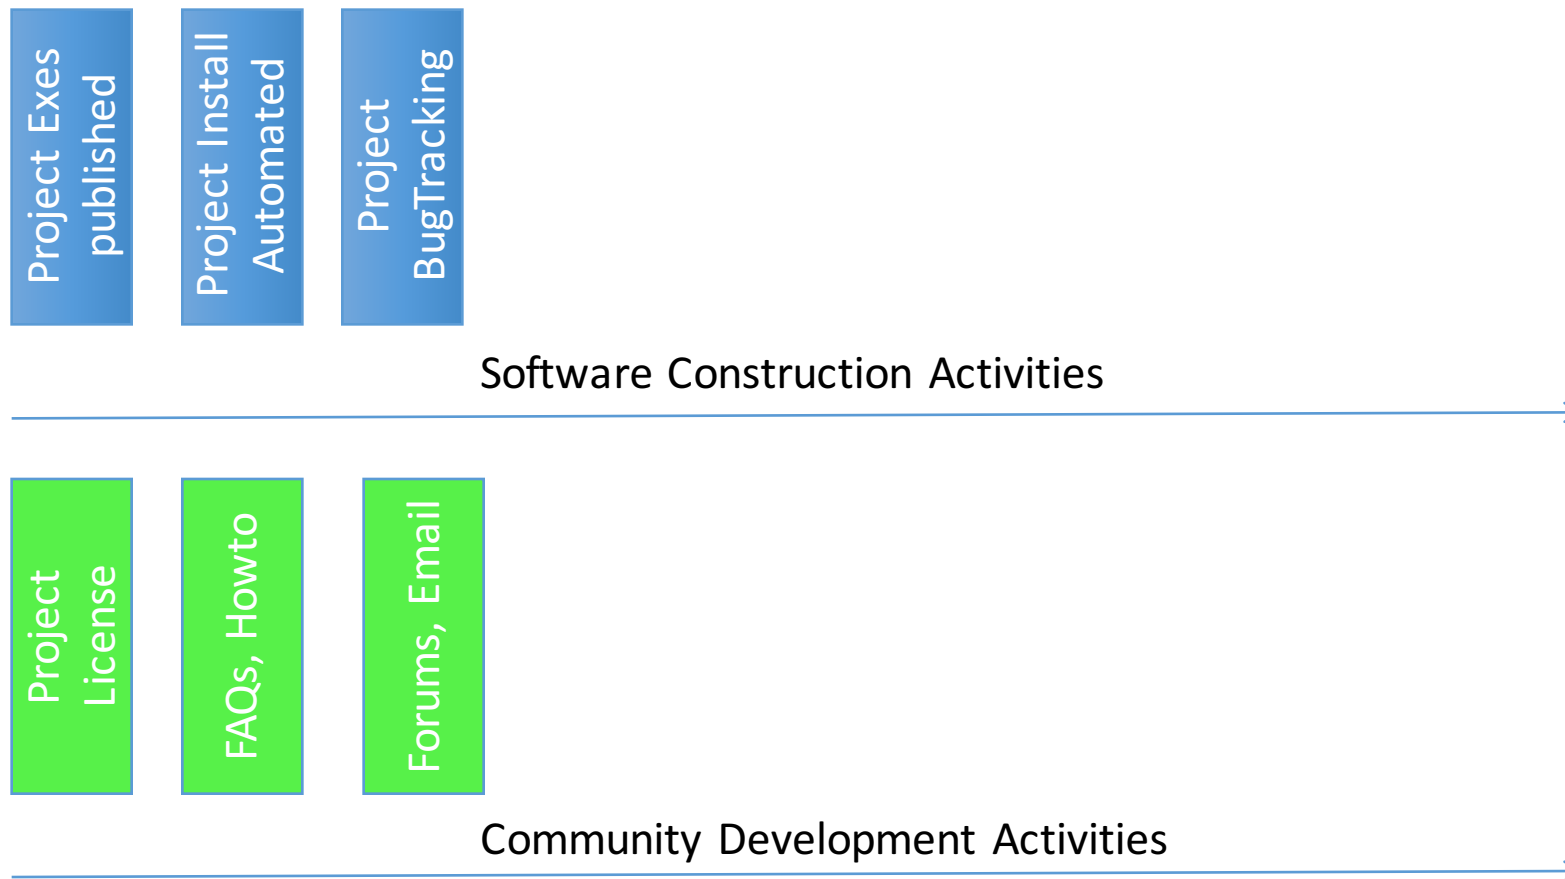 Project Exes
published
Project Install
Automated
Project
BugTracking
Software Construction Activities
Project
License
FAQs, Howto
Forums, Email
Community Development Activities